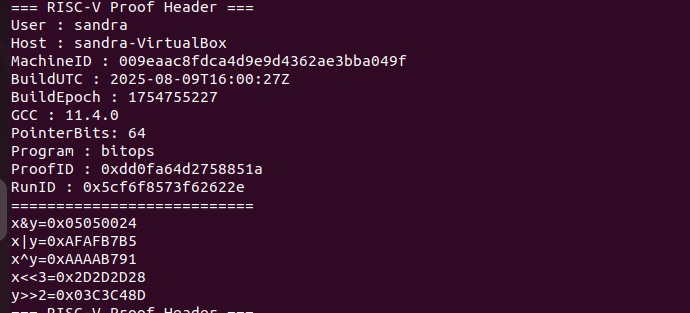 === RISC-V Proof Header ===
User : sandra
Host : sandra-VirtualBox
MachineID : 009eaac8fdca4d9e9d4362ae3bba049f
BuildUTC : 2025-08-09T16:00:27Z
BuildEpoch : 1754755227
GCC : 11.4.0
PointerBits: 64
Program : bitops
ProofID : 0xdd0fa64d2758851a
RunID : 0x5cf6f8573f62622e
===========================
x&y=0x05050024
x|y=0xAFAFB7B5
x^y=0xAAAAB791
x<<3=0x2D2D2D28
y>>2=0x03C3C48D
=== RISC-V Proof Header ===